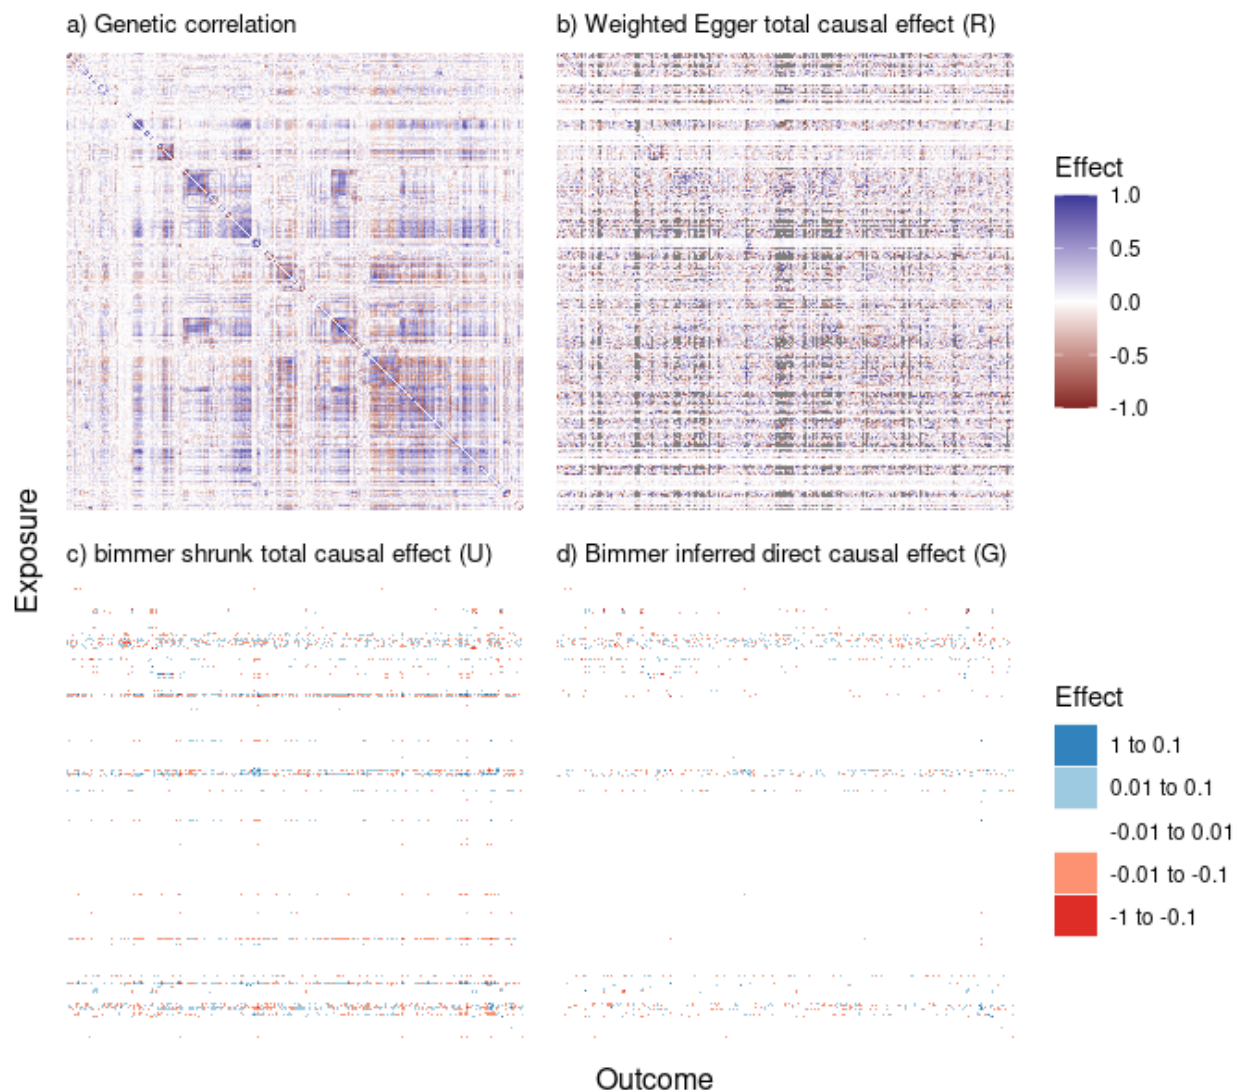 a) Genetic correlation
b) Weighted Egger total causal effect (R)
Effect
1.0
0.5
0.0
-0.5
-1.0
Exposure
c) bimmer shrunk total causal effect (U)
d) Bimmer inferred direct causal effect (G)
Effect
1 to 0.1
0.01 to 0.1
-0.01 to 0.01
-0.01 to -0.1
-1 to -0.1
Outcome